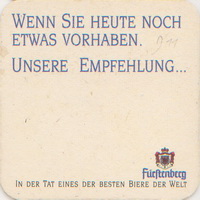 WENN SIE HEUTE NOCH
ETWAS VORHABEN.
UNSERE EMPFEHLUNG...
Fürstenberg
IN DER TAT EINES DER BESTEN BIERE DER WELT